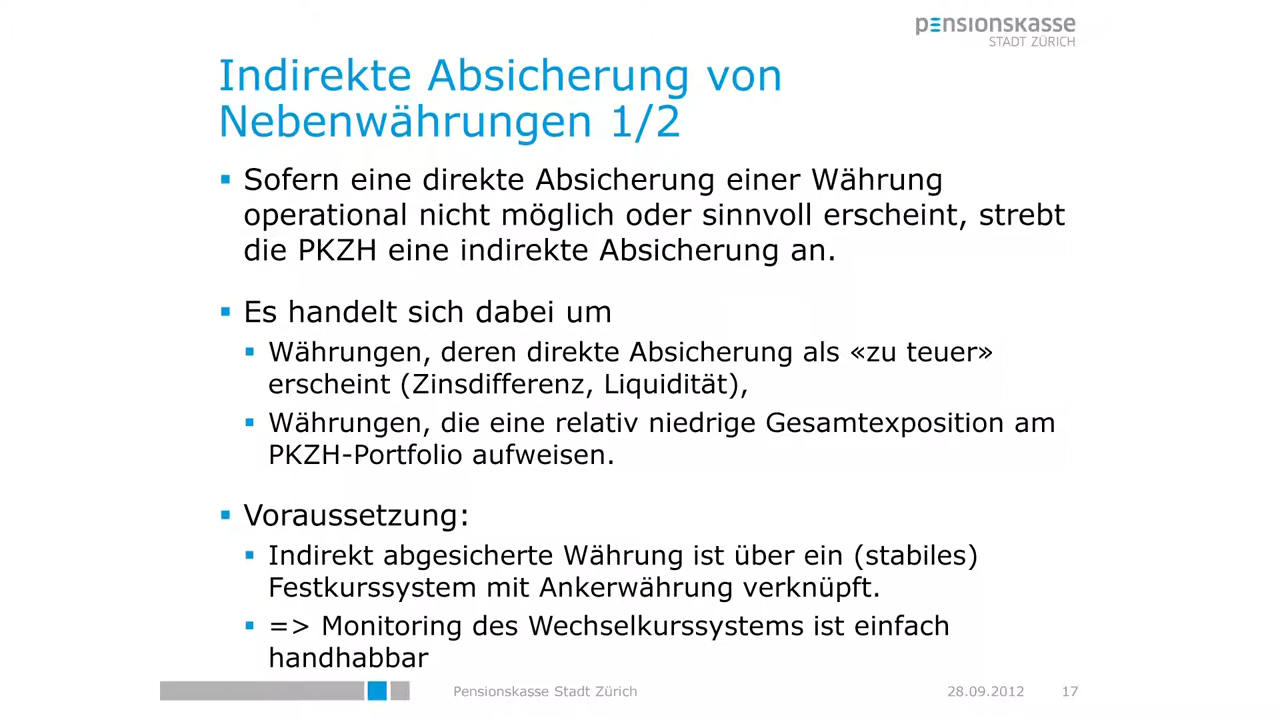 pensionskasse
STADT ZÜRICH
Indirekte Absicherung von
Nebenwährungen 1/2
▪ Sofern eine direkte Absicherung einer Währung
operational nicht möglich oder sinnvoll erscheint, strebt
die PKZH eine indirekte Absicherung an.
▪ Es handelt sich dabei um
▪ Währungen, deren direkte Absicherung als «zu teuer»
erscheint (Zinsdifferenz, Liquidität),
▪ Währungen, die eine relativ niedrige Gesamtexposition am
PKZH-Portfolio aufweisen.
▪ Voraussetzung:
▪ Indirekt abgesicherte Währung ist über ein (stabiles)
Festkurssystem mit Ankerwährung verknüpft.
▪ => Monitoring des Wechselkurssystems ist einfach
handhabbar
Pensionskasse Stadt Zürich 28.09.2012 17